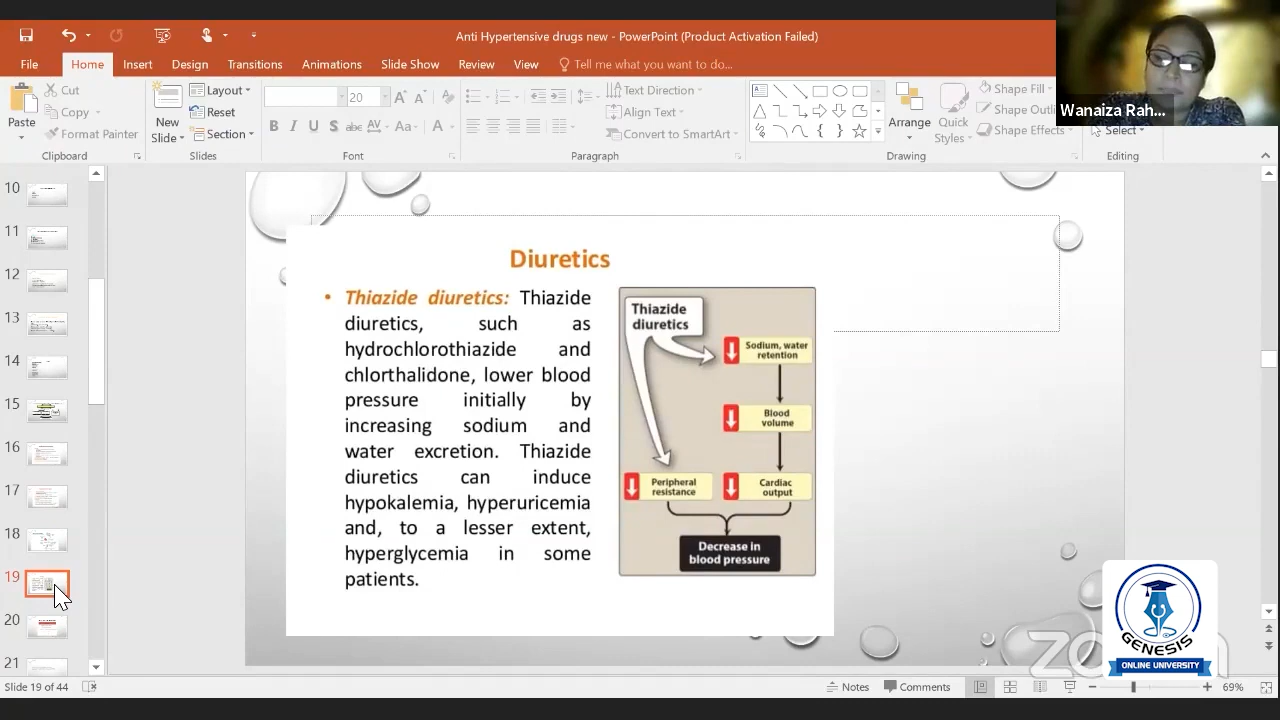 Anti Hypertensive drugs new - PowerPoint (Product Activation Failed)
File Home Insert Design Transitions Animations Slide Show Review View Tell me what you want to do...
Wanaiza Rah...
Paste
Cut
Copy
Format Painter
Clipboard
New Slide
Layout
Reset
Section
Slides
20
B I U S abc AV Aa A
Font
Text Direction
Align Text
Convert to SmartArt
Paragraph
Arrange
Quick Styles
Shape Fill
Shape Outli
Shape Effects
Drawing
Select
Editing
10
11
12
13
14
15
16
17
18
19
20
21
Diuretics
• Thiazide diuretics: Thiazide
diuretics, such as
hydrochlorothiazide and
chlorthalidone, lower blood
pressure initially by
increasing sodium and
water excretion. Thiazide
diuretics can induce
hypokalemia, hyperuricemia
and, to a lesser extent,
hyperglycemia in some
patients.
Thiazide
diuretics
Sodium, water
retention
Blood
volume
Peripheral
resistance
Cardiac
output
Decrease in
blood pressure
zoom
GENESIS
ONLINE UNIVERSITY
Slide 19 of 44
Notes
Comments
69%